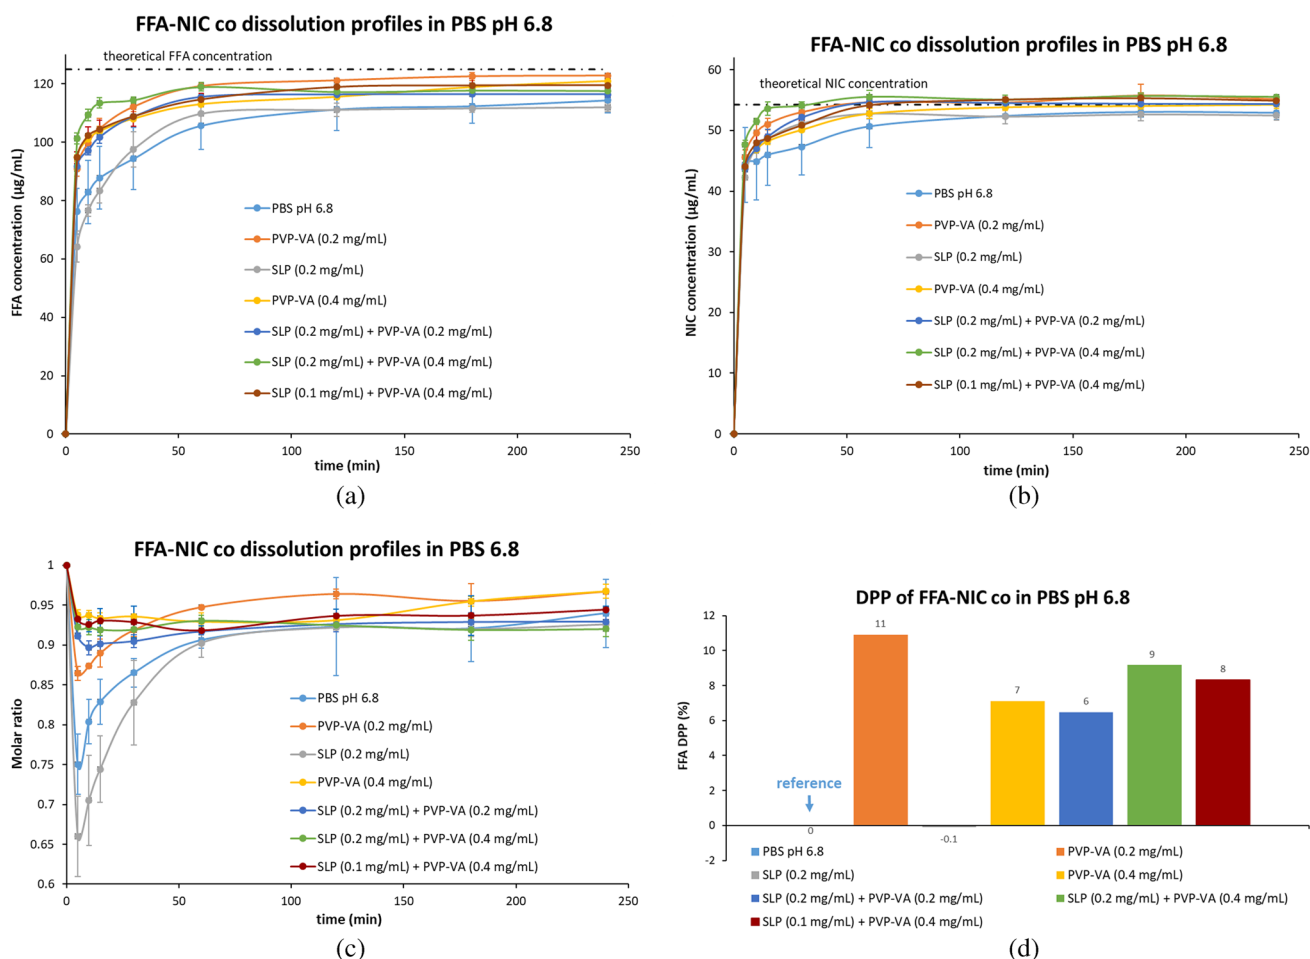 FFA-NIC co dissolution profiles in PBS pH 6.8
theoretical FFA concentration
FFA concentration (µg/mL)
120
100
80
60
40
20
0
PBS pH 6.8
PVP-VA (0.2 mg/mL)
SLP (0.2 mg/mL)
PVP-VA (0.4 mg/mL)
SLP (0.2 mg/mL) + PVP-VA (0.2 mg/mL)
SLP (0.2 mg/mL) + PVP-VA (0.4 mg/mL)
SLP (0.1 mg/mL) + PVP-VA (0.4 mg/mL)
0 50 100 150 200 250
time (min)
(a)
FFA-NIC co dissolution profiles in PBS pH 6.8
theoretical NIC concentration
NIC concentration (µg/mL)
60
50
40
30
20
10
0
PBS pH 6.8
PVP-VA (0.2 mg/mL)
SLP (0.2 mg/mL)
PVP-VA (0.4 mg/mL)
SLP (0.2 mg/mL) + PVP-VA (0.2 mg/mL)
SLP (0.2 mg/mL) + PVP-VA (0.4 mg/mL)
SLP (0.1 mg/mL) + PVP-VA (0.4 mg/mL)
0 50 100 150 200 250
time (min)
(b)
FFA-NIC co dissolution profiles in PBS 6.8
Molar ratio
1
0.95
0.9
0.85
0.8
0.75
0.7
0.65
0.6
PBS pH 6.8
PVP-VA (0.2 mg/mL)
SLP (0.2 mg/mL)
PVP-VA (0.4 mg/mL)
SLP (0.2 mg/mL) + PVP-VA (0.2 mg/mL)
SLP (0.2 mg/mL) + PVP-VA (0.4 mg/mL)
SLP (0.1 mg/mL) + PVP-VA (0.4 mg/mL)
0 50 100 150 200 250
time (min)
(c)
DPP of FFA-NIC co in PBS pH 6.8
FFA DPP (%)
12
10
8
6
4
2
0
-2
reference
0
11
-0.1
7
6
9
8
PBS pH 6.8 PVP-VA (0.2 mg/mL)
SLP (0.2 mg/mL) PVP-VA (0.4 mg/mL)
SLP (0.2 mg/mL) + PVP-VA (0.2 mg/mL) SLP (0.2 mg/mL) + PVP-VA (0.4 mg/mL)
SLP (0.1 mg/mL) + PVP-VA (0.4 mg/mL)
(d)